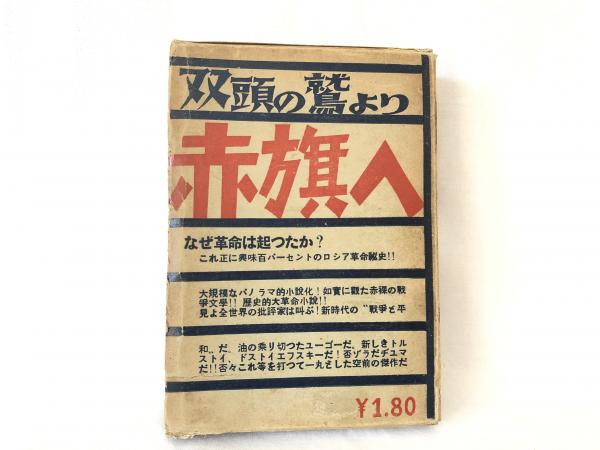 双頭の鷲より
赤旗へ
なぜ革命は起つたか?
これ正に興味百パーセントのロシア革命秘史!!
大規模なパノラマ的小說化!如實に觀た赤裸の戰
爭文學!!歴史的大革命小說!!
見よ全世界の批評家は叫ぶ!新時代の〝戰爭と平
和〟だ。油の乘り切つたユーゴーだ。新しきトル
ストイ、ドストイエフスキーだ!否ゾラだヂユマ
だ!!否々これ等を打つて一丸とした空前の傑作だ
¥1.80